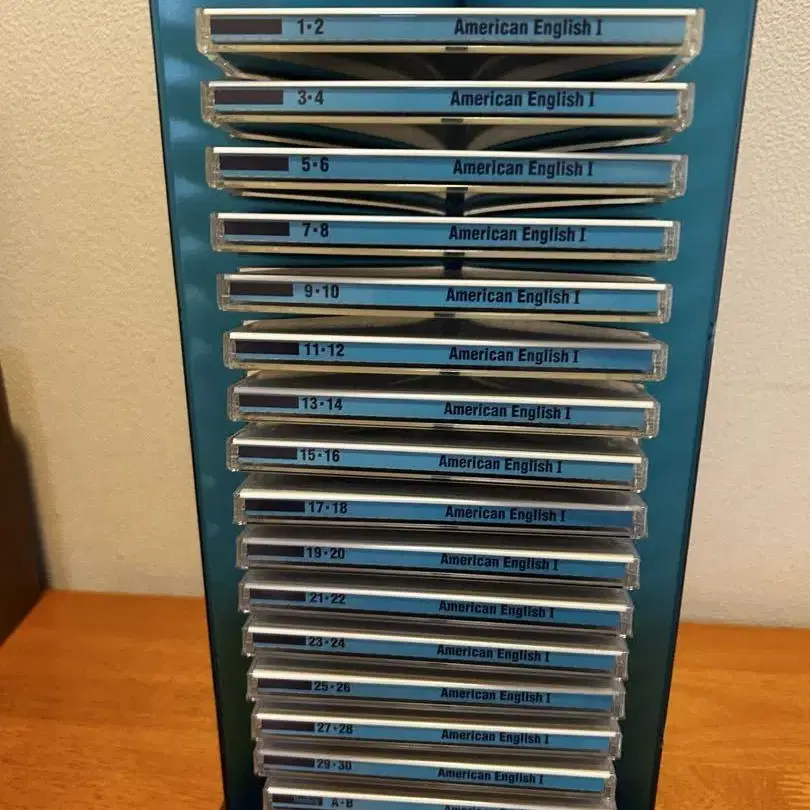 1·2 American English I
3·4 American English I
5·6 American English I
7·8 American English I
9·10 American English I
11·12 American English I
13·14 American English I
15·16 American English I
17·18 American English I
19·20 American English I
21·22 American English I
23·24 American English I
25·26 American English I
27·28 American English I
29·30 American English I
A·B American English I